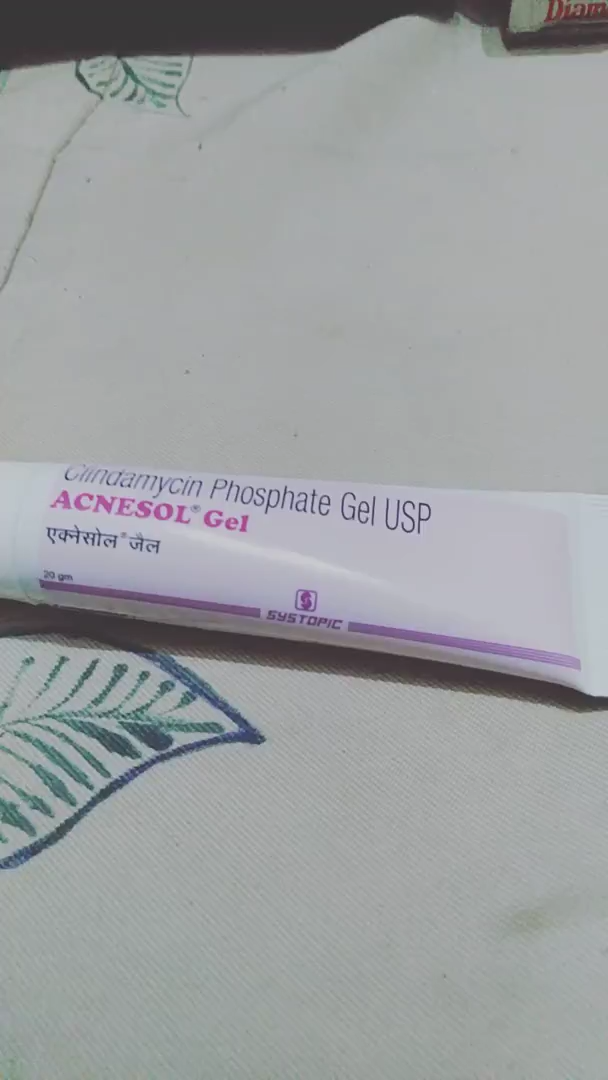 Clindamycin Phosphate Gel USP
ACNESOL® Gel
एक्नेसोल® जैल
20 gm
SYSTOPIC